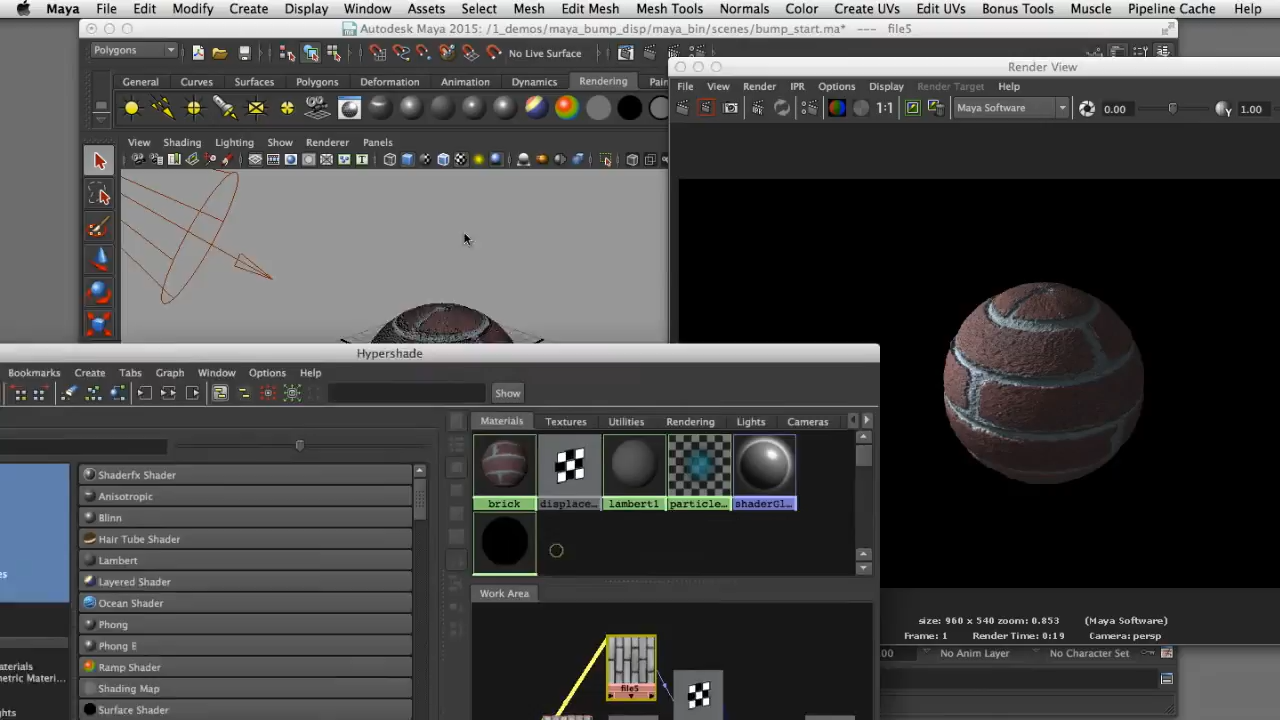 Maya File Edit Modify Create Display Window Assets Select Mesh Edit Mesh Mesh Tools Normals Color Create UVs Edit UVs Bonus Tools Muscle Pipeline Cache Help
Autodesk Maya 2015: /1_demos/maya_bump_disp/maya_bin/scenes/bump_start.ma* --- file5
Polygons
No Live Surface
General Curves Surfaces Polygons Deformation Animation Dynamics Rendering Pain
View Shading Lighting Show Renderer Panels
Render View
File View Render IPR Options Display Render Target Help
1:1 Maya Software 0.00 1.00
size: 960 x 540 zoom: 0.853 (Maya Software)
Frame: 1 Render Time: 0:19 Camera: persp
00 No Anim Layer No Character Set
Hypershade
Bookmarks Create Tabs Graph Window Options Help
Show
Materials Textures Utilities Rendering Lights Cameras
brick displace... lambert1 particle... shaderGl...
Work Area
file5
Shaderfx Shader
Anisotropic
Blinn
Hair Tube Shader
Lambert
Layered Shader
Ocean Shader
Phong
Phong E
Ramp Shader
Shading Map
Surface Shader
es
aterials
metric Materi...